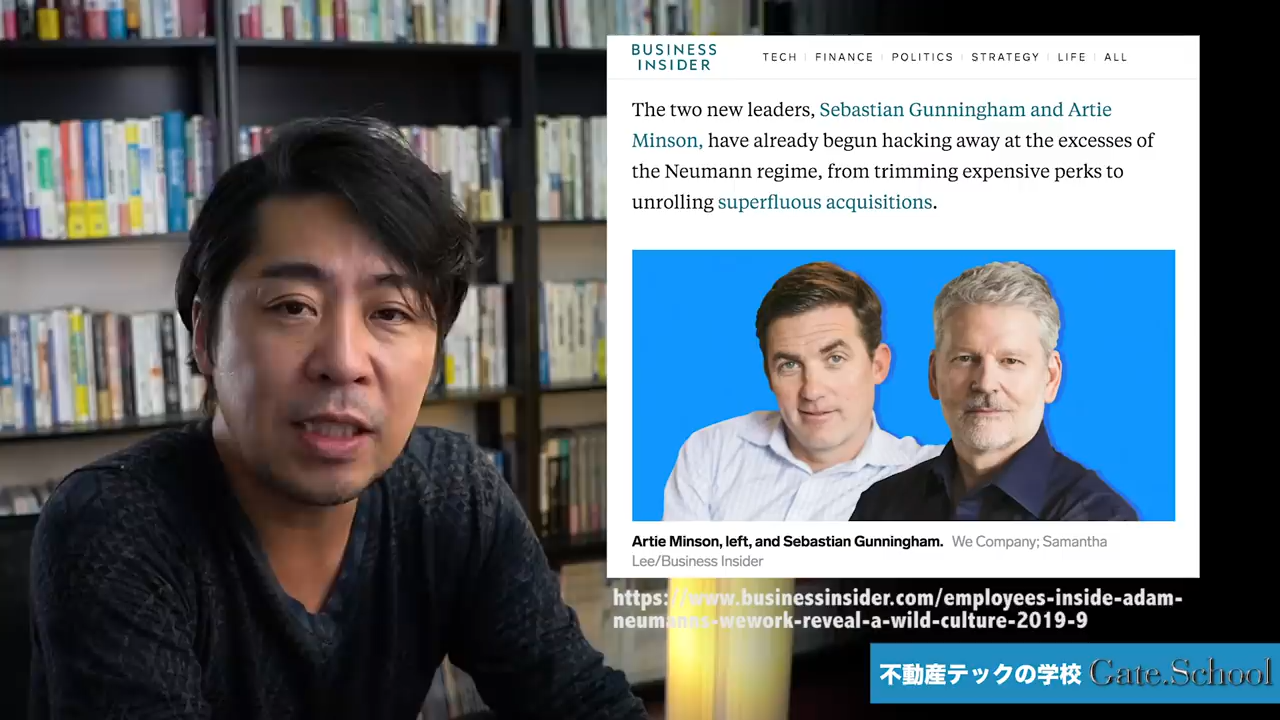 BUSINESS
INSIDER
TECH FINANCE POLITICS STRATEGY LIFE ALL
The two new leaders, Sebastian Gunningham and Artie
Minson, have already begun hacking away at the excesses of
the Neumann regime, from trimming expensive perks to
unrolling superfluous acquisitions.
Artie Minson, left, and Sebastian Gunningham. We Company; Samantha
Lee/Business Insider
https://www.businessinsider.com/employees-inside-adam-
neumanns-wework-reveal-a-wild-culture-2019-9
不動産テックの学校 Gate.School